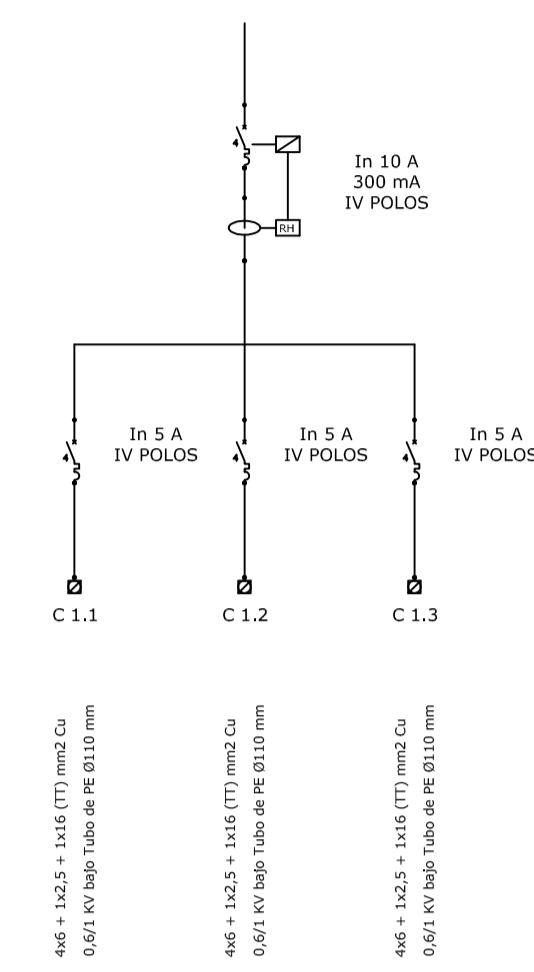 4
In 10 A
300 mA
IV POLOS
RH
4
In 5 A
IV POLOS
4
In 5 A
IV POLOS
4
In 5 A
IV POLOS
C 1.1
C 1.2
C 1.3
4x6 + 1x2,5 + 1x16 (TT) mm2 Cu
0,6/1 KV bajo Tubo de PE Ø110 mm
4x6 + 1x2,5 + 1x16 (TT) mm2 Cu
0,6/1 KV bajo Tubo de PE Ø110 mm
4x6 + 1x2,5 + 1x16 (TT) mm2 Cu
0,6/1 KV bajo Tubo de PE Ø110 mm